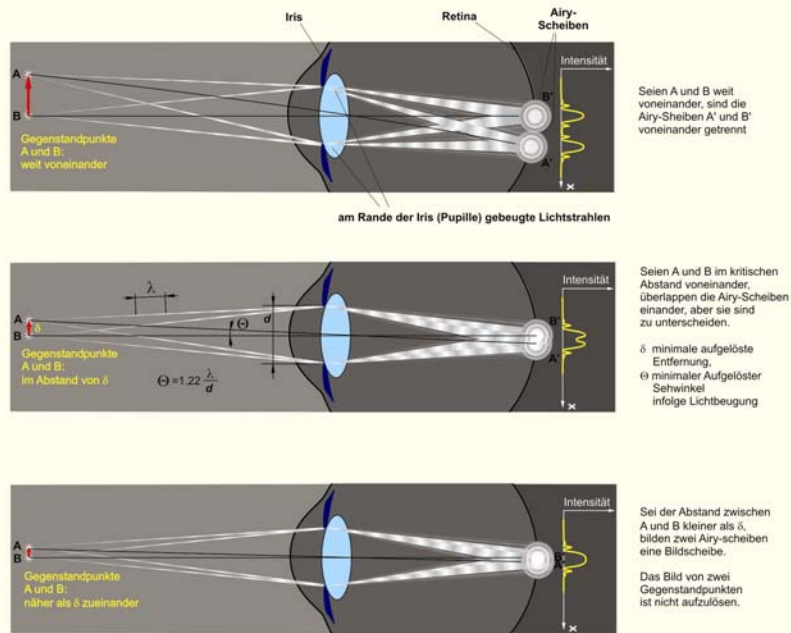 Iris
Retina
Airy-
Scheiben
Intensität
A
B
B'
A'
x
Gegenstandpunkte
A und B:
weit voneinander
am Rande der Iris (Pupille) gebeugte Lichtstrahlen
Seien A und B weit
voneinander, sind die
Airy-Sheiben A' und B'
voneinander getrennt
λ
Intensität
A
B
δ
Θ
d
B'
A'
x
Gegenstandpunkte
A und B:
im Abstand von δ
Θ=1.22 λ/d
Seien A und B im kritischen
Abstand voneinander,
überlappen die Airy-Scheiben
einander, aber sie sind
zu unterscheiden.
δ minimale aufgelöste
Entfernung,
Θ minimaler Aufgelöster
Sehwinkel
infolge Lichtbeugung
Intensität
A
B
x
Gegenstandpunkte
A und B:
näher als δ zueinander
Sei der Abstand zwischen
A und B kleiner als δ,
bilden zwei Airy-scheiben
eine Bildscheibe.
Das Bild von zwei
Gegenstandpunkten
ist nicht aufzulösen.